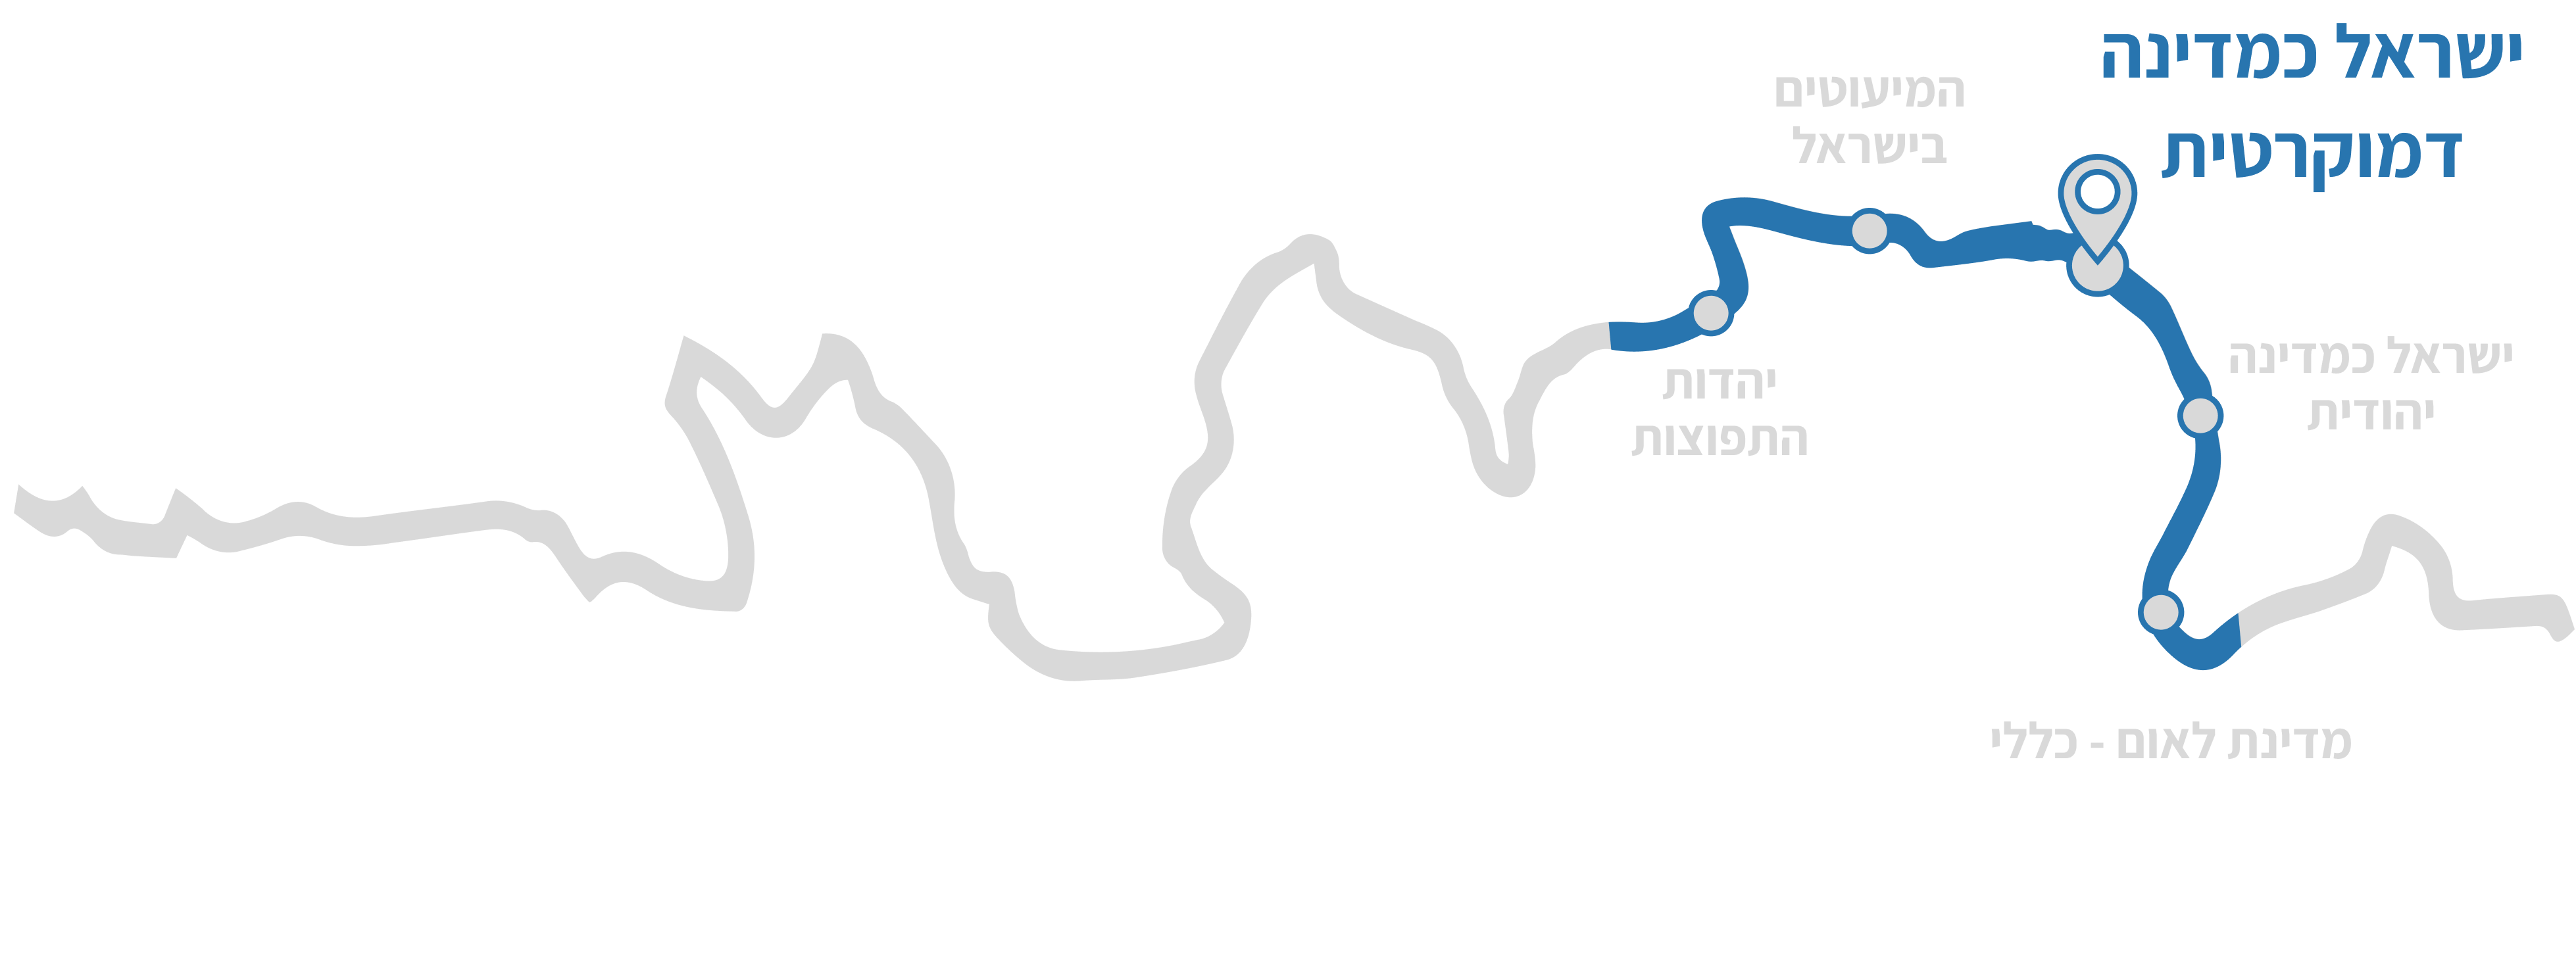 ישראל כמדינה
דמוקרטית
המיעוטים
בישראל
ישראל כמדינה
יהודית
יהדות
התפוצות
מדינת לאום - כללי